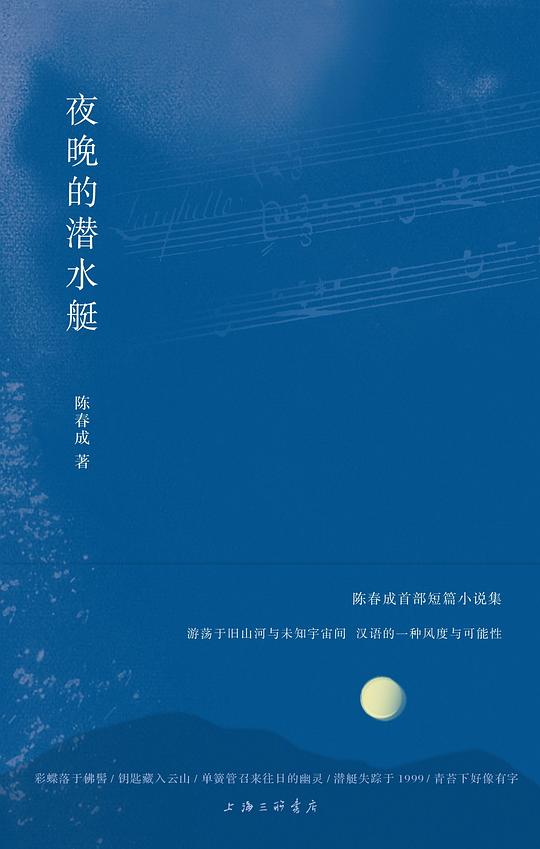 夜晚的潜水艇
陈春成 著
larghetto
陈春成首部短篇小说集
游荡于旧山河与未知宇宙间 汉语的一种风度与可能性
彩蝶落于佛髻 / 钥匙藏入云山 / 单簧管召来往日的幽灵 / 潜艇失踪于 1999 / 青苔下好像有字
上海三联书店